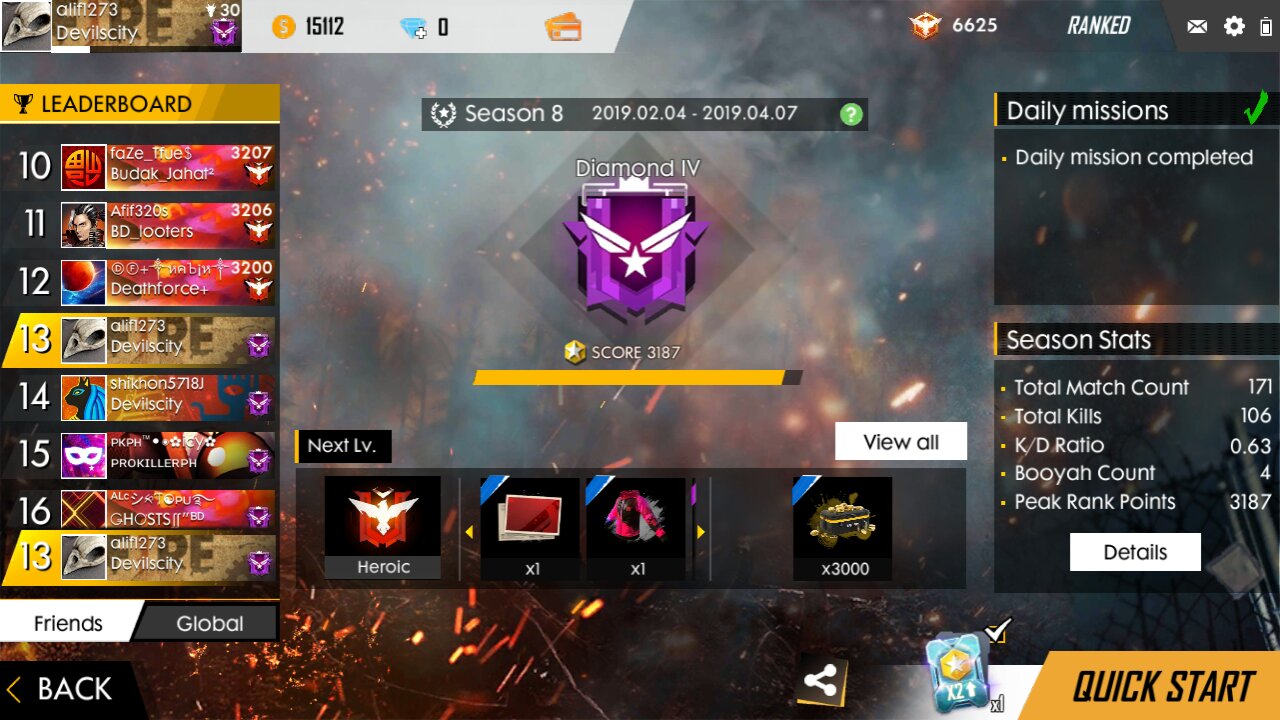 alifl273
Devilscity
30
15112
0
6625
RANKED
LEADERBOARD
10
faZe_Tfue$
Budak_Jahat²
3207
11
Afif320s
BD_looters
3206
12
Deathforce+
3200
13
alifl273
Devilscity
14
shikhon5718J
Devilscity
15
PROKILLERPH
16
GHOSTS∬"BD
13
alifl273
Devilscity
Friends
Global
BACK
Season 8
2019.02.04 - 2019.04.07
?
Diamond IV
SCORE 3187
Next Lv.
View all
Heroic
x1
x1
x3000
Daily missions
Daily mission completed
Season Stats
Total Match Count 171
Total Kills 106
K/D Ratio 0.63
Booyah Count 4
Peak Rank Points 3187
Details
X2
x1
QUICK START